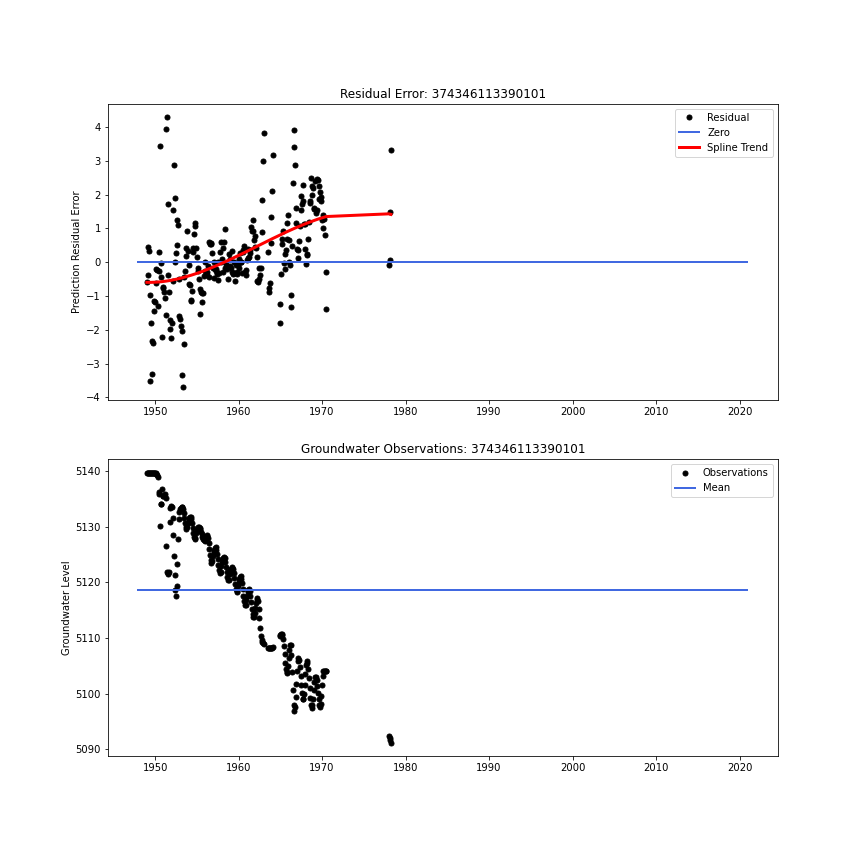 Residual Error: 374346113390101
Prediction Residual Error
4
3
2
1
0
−1
−2
−3
−4
Residual
Zero
Spline Trend
1950 1960 1970 1980 1990 2000 2010 2020
Groundwater Observations: 374346113390101
Groundwater Level
5140
5130
5120
5110
5100
5090
Observations
Mean
1950 1960 1970 1980 1990 2000 2010 2020